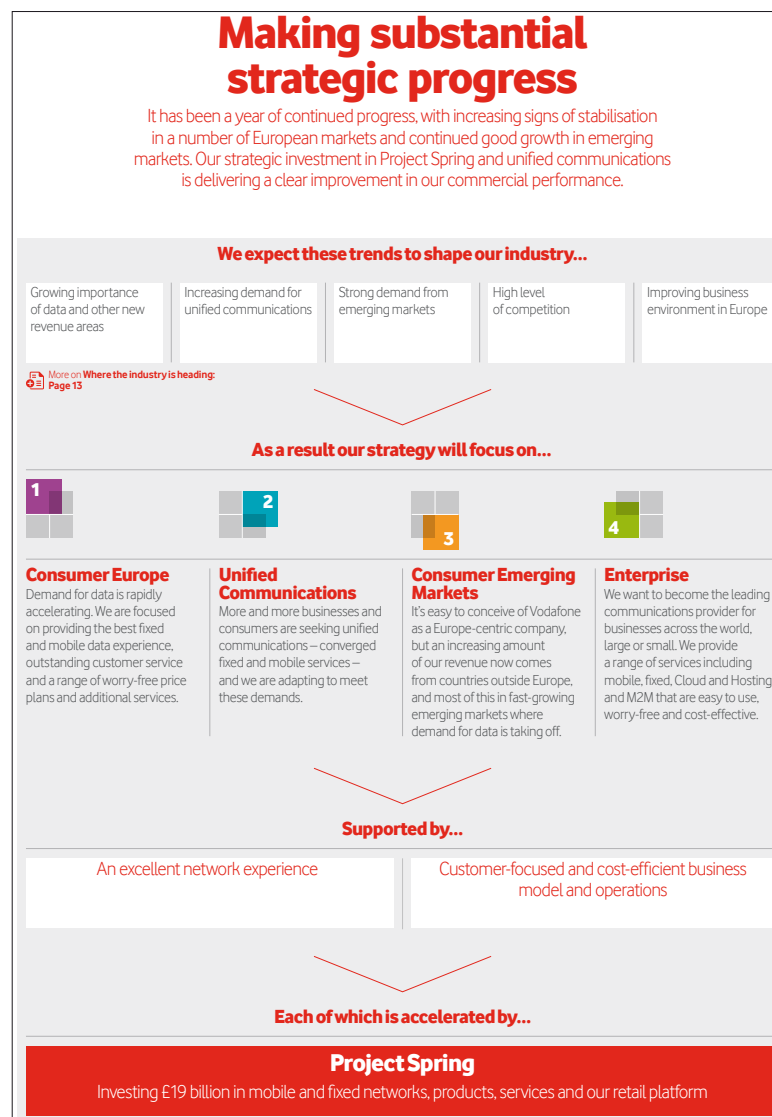 Making substantial
strategic progress
It has been a year of continued progress, with increasing signs of stabilisation
in a number of European markets and continued good growth in emerging
markets. Our strategic investment in Project Spring and unified communications
is delivering a clear improvement in our commercial performance.
We expect these trends to shape our industry...
Growing importance
of data and other new
revenue areas
Increasing demand for
unified communications
Strong demand from
emerging markets
High level
of competition
Improving business
environment in Europe
More on Where the industry is heading:
Page 13
As a result our strategy will focus on...
1
Consumer Europe
Demand for data is rapidly
accelerating. We are focused
on providing the best fixed
and mobile data experience,
outstanding customer service
and a range of worry-free price
plans and additional services.
2
Unified
Communications
More and more businesses and
consumers are seeking unified
communications – converged
fixed and mobile services –
and we are adapting to meet
these demands.
3
Consumer Emerging
Markets
It's easy to conceive of Vodafone
as a Europe-centric company,
but an increasing amount
of our revenue now comes
from countries outside Europe,
and most of this in fast-growing
emerging markets where
demand for data is taking off.
4
Enterprise
We want to become the leading
communications provider for
businesses across the world,
large or small. We provide
a range of services including
mobile, fixed, Cloud and Hosting
and M2M that are easy to use,
worry-free and cost-effective.
Supported by...
An excellent network experience
Customer-focused and cost-efficient business
model and operations
Each of which is accelerated by...
Project Spring
Investing £19 billion in mobile and fixed networks, products, services and our retail platform